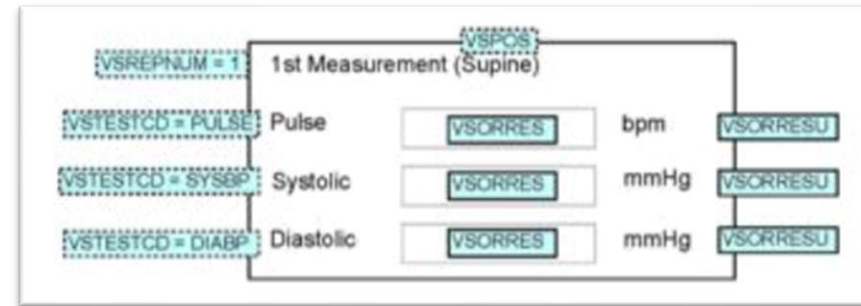 VSPOS
VSREPNUM = 1 1st Measurement (Supine)
VSTESTCD = PULSE Pulse VSORRES bpm VSORRESU
VSTESTCD = SYSBP Systolic VSORRES mmHg VSORRESU
VSTESTCD = DIABP Diastolic VSORRES mmHg VSORRESU